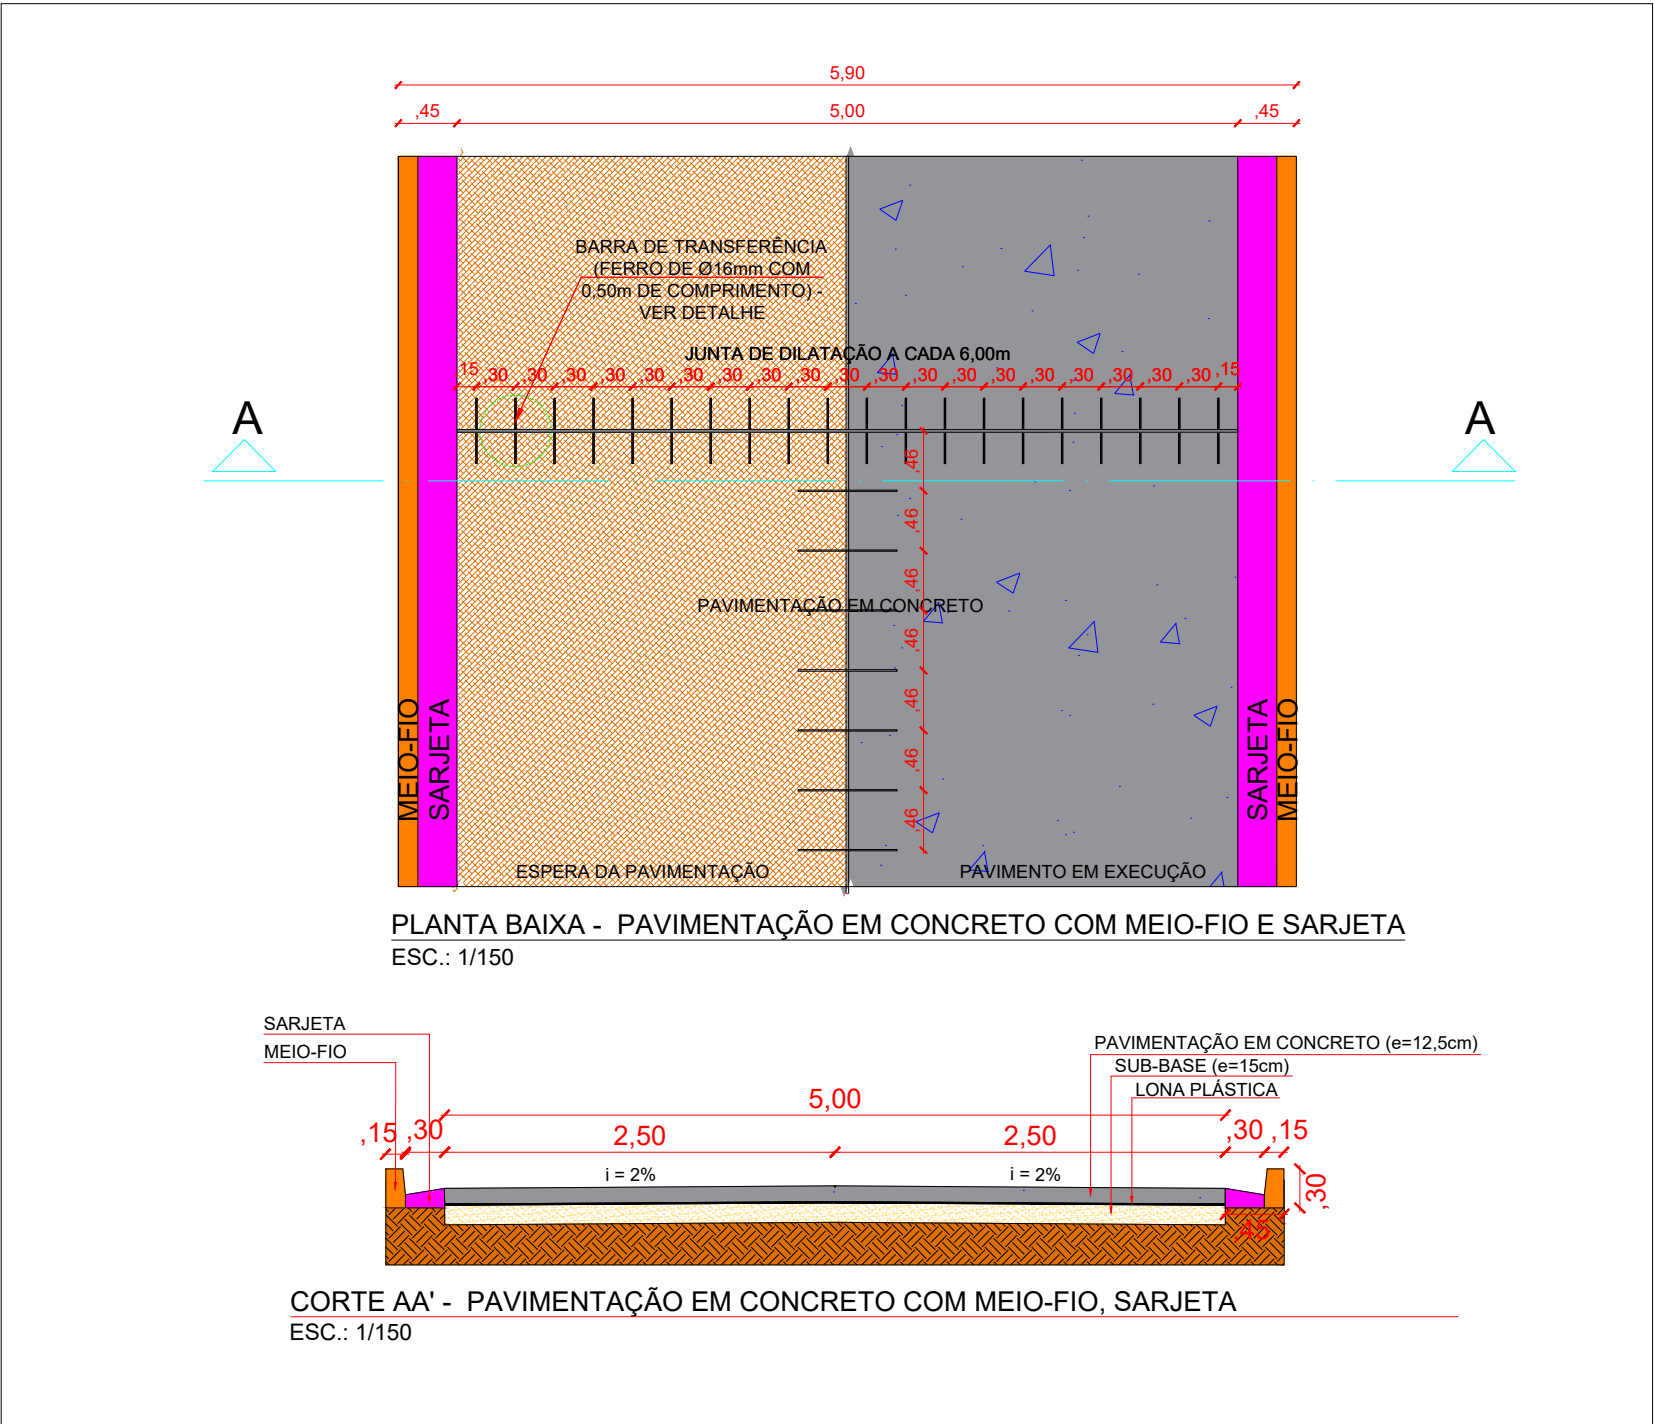 5,90
,45 5,00 ,45
BARRA DE TRANSFERÊNCIA
(FERRO DE Ø16mm COM
0,50m DE COMPRIMENTO) -
VER DETALHE
JUNTA DE DILATAÇÃO A CADA 6,00m
,15 ,30 ,30 ,30 ,30 ,30 ,30 ,30 ,30 ,30 ,30 ,30 ,30 ,30 ,30 ,30 ,30 ,30 ,30 ,30 ,15
A A
,46
,46
,46
PAVIMENTAÇÃO EM CONCRETO
,46
,46
,46
,46
MEIO-FIO SARJETA SARJETA MEIO-FIO
ESPERA DA PAVIMENTAÇÃO PAVIMENTO EM EXECUÇÃO
PLANTA BAIXA - PAVIMENTAÇÃO EM CONCRETO COM MEIO-FIO E SARJETA
ESC.: 1/150
SARJETA
MEIO-FIO
PAVIMENTAÇÃO EM CONCRETO (e=12,5cm)
SUB-BASE (e=15cm)
LONA PLÁSTICA
5,00
,15 ,30 2,50 2,50 ,30 ,15
i = 2% i = 2%
,30
,45
CORTE AA' - PAVIMENTAÇÃO EM CONCRETO COM MEIO-FIO, SARJETA
ESC.: 1/150